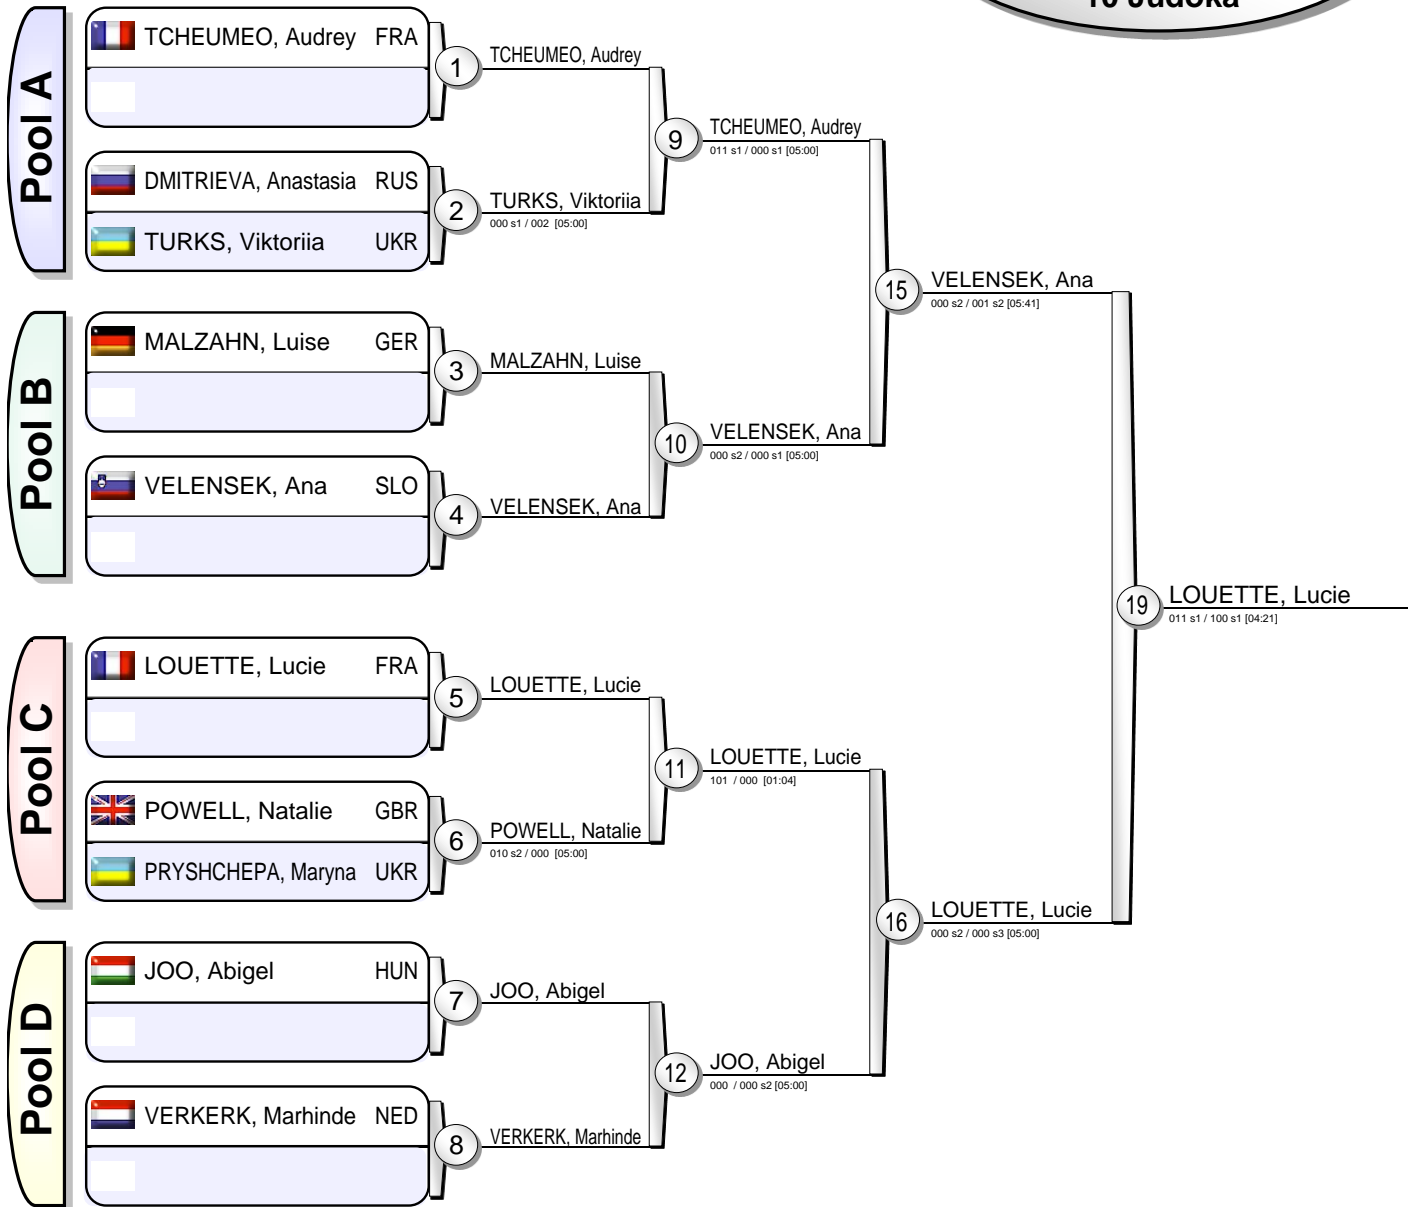 10 Judoka
Pool A
TCHEUMEO, Audrey FRA
1
DMITRIEVA, Anastasia RUS
TURKS, Viktoriia UKR
2
Pool B
MALZAHN, Luise GER
3
VELENSEK, Ana SLO
4
Pool C
LOUETTE, Lucie FRA
5
POWELL, Natalie GBR
PRYSHCHEPA, Maryna UKR
6
Pool D
JOO, Abigel HUN
7
VERKERK, Marhinde NED
8
TCHEUMEO, Audrey
TURKS, Viktoriia
000 s1 / 002 [05:00]
9
MALZAHN, Luise
VELENSEK, Ana
10
LOUETTE, Lucie
POWELL, Natalie
010 s2 / 000 [05:00]
11
JOO, Abigel
VERKERK, Marhinde
12
TCHEUMEO, Audrey
011 s1 / 000 s1 [05:00]
VELENSEK, Ana
000 s2 / 000 s1 [05:00]
15
LOUETTE, Lucie
101 / 000 [01:04]
JOO, Abigel
000 / 000 s2 [05:00]
16
VELENSEK, Ana
000 s2 / 001 s2 [05:41]
LOUETTE, Lucie
000 s2 / 000 s3 [05:00]
19
LOUETTE, Lucie
011 s1 / 100 s1 [04:21]